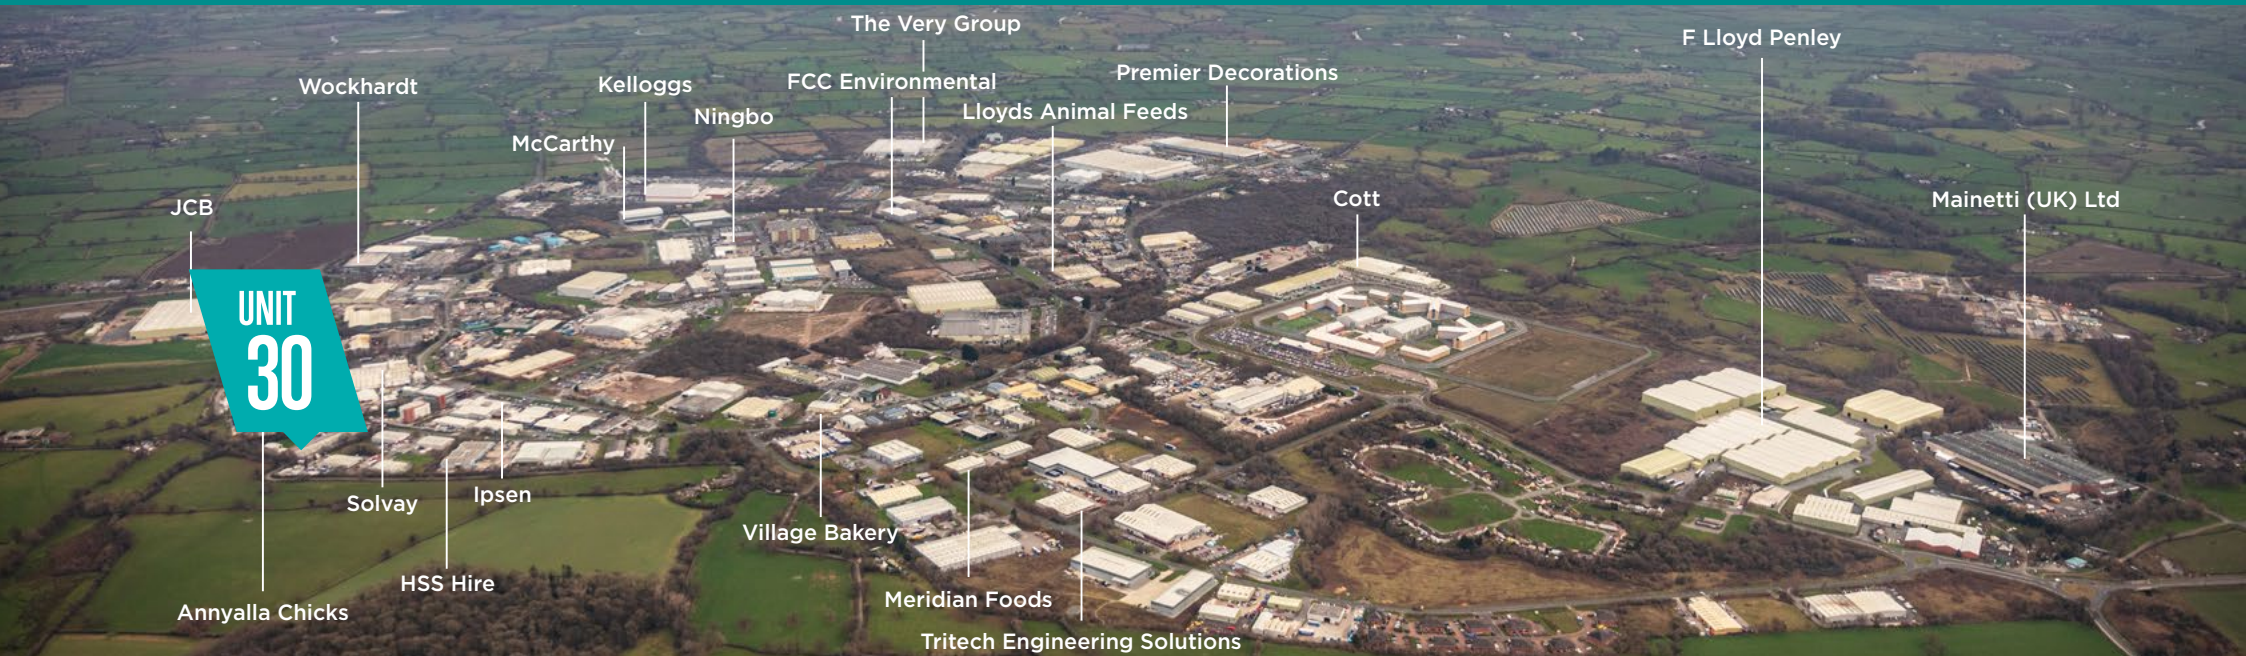 The Very Group
F Lloyd Penley
Premier Decorations
FCC Environmental
Kelloggs
Wockhardt
Lloyds Animal Feeds
Ningbo
McCarthy
Cott
Mainetti (UK) Ltd
JCB
UNIT
30
Ipsen
Solvay
Village Bakery
HSS Hire
Meridian Foods
Annyalla Chicks
Tritech Engineering Solutions